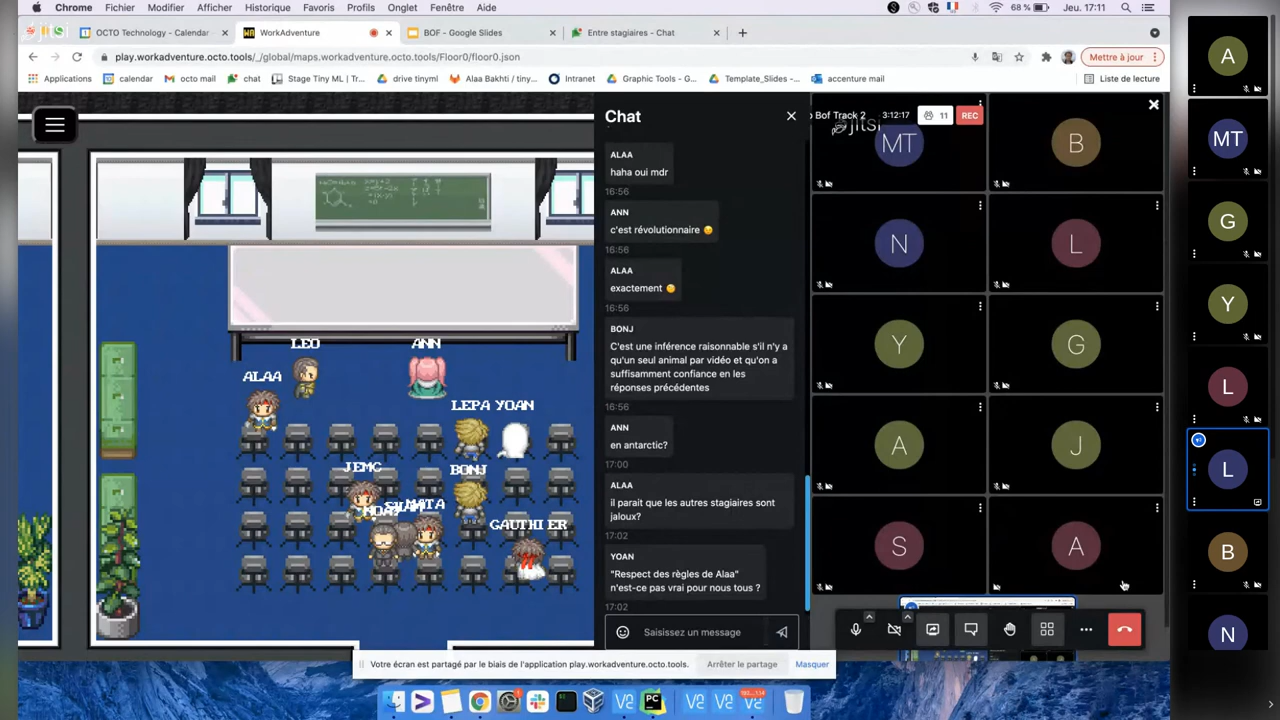 Chrome Fichier Modifier Afficher Historique Favoris Profils Onglet Fenêtre Aide 68 % Jeu. 17:11
OCTO Technology - Calendar WorkAdventure BOF - Google Slides Entre stagiaires - Chat
play.workadventure.octo.tools/_/global/maps.workadventure.octo.tools/Floor0/floor0.json Mettre à jour
Applications calendar octo mail chat Stage Tiny ML | Tr... drive tinyml Alaa Bakhti / tiny... Intranet Graphic Tools - G... Template_Slides -... accenture mail Liste de lecture
Chat
ALAA
haha oui mdr
16:56
ANN
c'est révolutionnaire
16:56
ALAA
exactement
16:56
BONJ
C'est une inférence raisonnable s'il n'y a
qu'un seul animal par vidéo et qu'on a
suffisamment confiance en les
réponses précédentes
16:56
ANN
en antarctic?
17:00
ALAA
il parait que les autres stagiaires sont
jaloux?
17:02
YOAN
"Respect des règles de Alaa"
n'est-ce pas vrai pour nous tous ?
17:02
Saisissez un message
LEO
ANN
ALAA
LEPA YOAN
JEMC
BONJ
MATA
GAUTHI ER
Bof Track 2 3:12:17 11 REC
jitsi
MT B
N L
Y G
A J
S A
A
MT
G
Y
L
L
B
N
Votre écran est partagé par le biais de l'application play.workadventure.octo.tools. Arrêter le partage Masquer